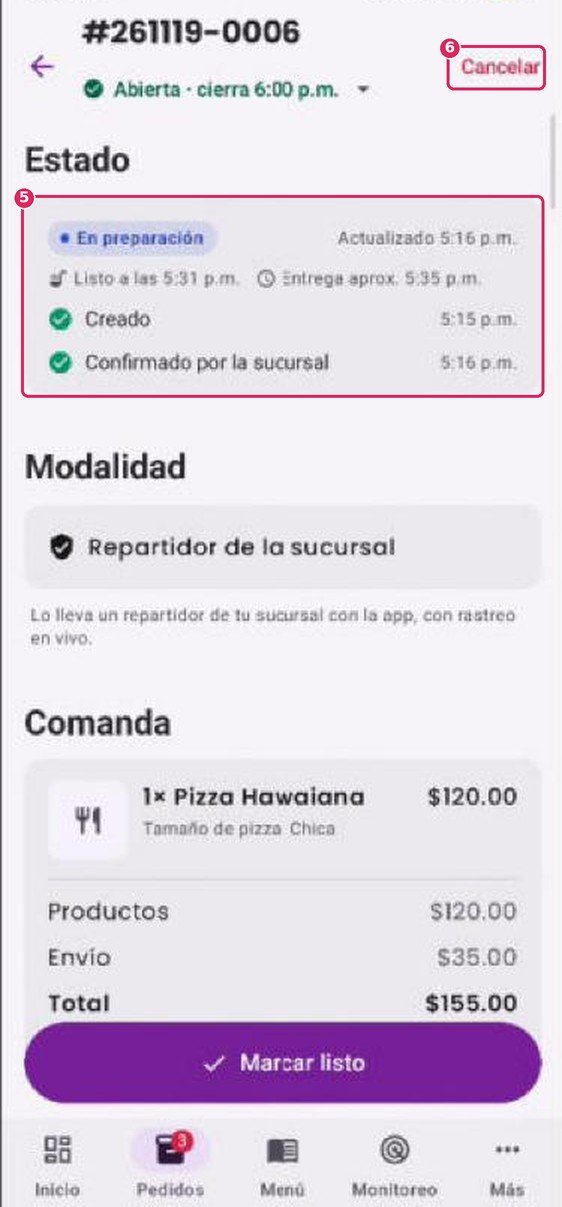 #261119-0006
6
Cancelar
Abierta · cierra 6:00 p.m.
Estado
5
• En preparación Actualizado 5:16 p.m.
Listo a las 5:31 p.m. Entrega aprox. 5:35 p.m.
Creado 5:15 p.m.
Confirmado por la sucursal 5:16 p.m.
Modalidad
Repartidor de la sucursal
Lo lleva un repartidor de tu sucursal con la app, con rastreo
en vivo.
Comanda
1× Pizza Hawaiana $120.00
Tamaño de pizza Chica
Productos $120.00
Envío $35.00
Total $155.00
Marcar listo
3
Inicio Pedidos Menú Monitoreo Más